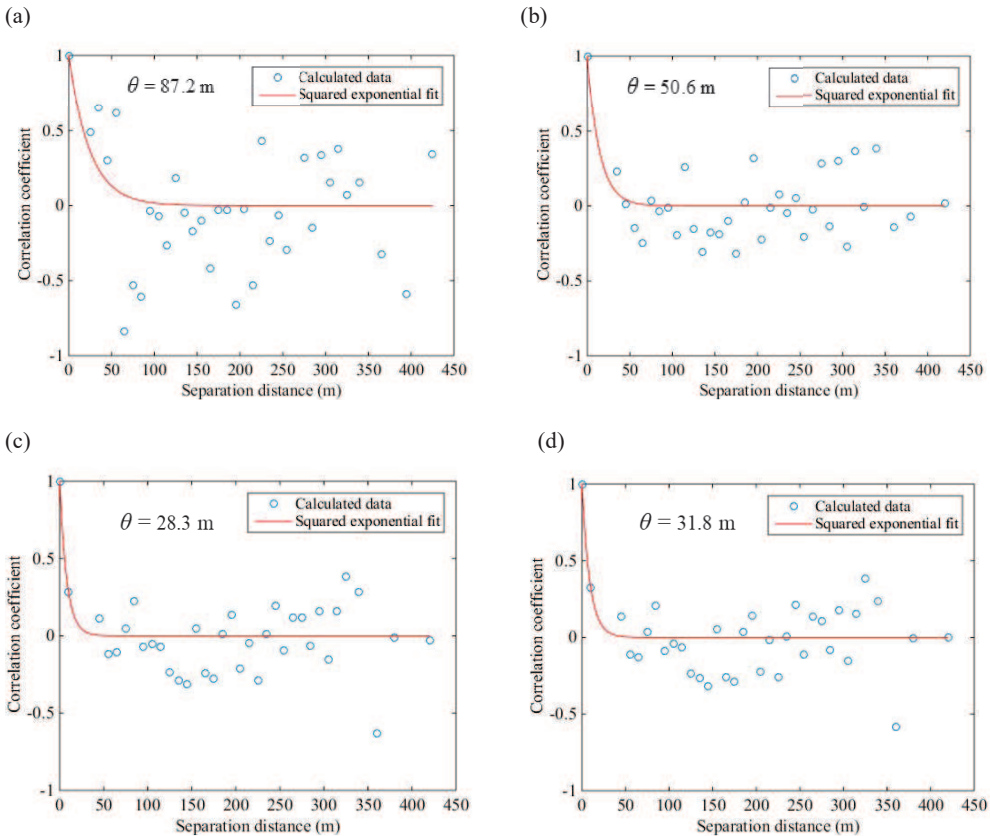 (a)
1
0.5
0
-0.5
-1
0 50 100 150 200 250 300 350 400 450
Separation distance (m)
Correlation coefficient
θ = 87.2 m
Calculated data
Squared exponential fit
(b)
1
0.5
0
-0.5
-1
0 50 100 150 200 250 300 350 400 450
Separation distance (m)
Correlation coefficient
θ = 50.6 m
Calculated data
Squared exponential fit
(c)
1
0.5
0
-0.5
-1
0 50 100 150 200 250 300 350 400 450
Separation distance (m)
Correlation coefficient
θ = 28.3 m
Calculated data
Squared exponential fit
(d)
1
0.5
0
-0.5
-1
0 50 100 150 200 250 300 350 400 450
Separation distance (m)
Correlation coefficient
θ = 31.8 m
Calculated data
Squared exponential fit